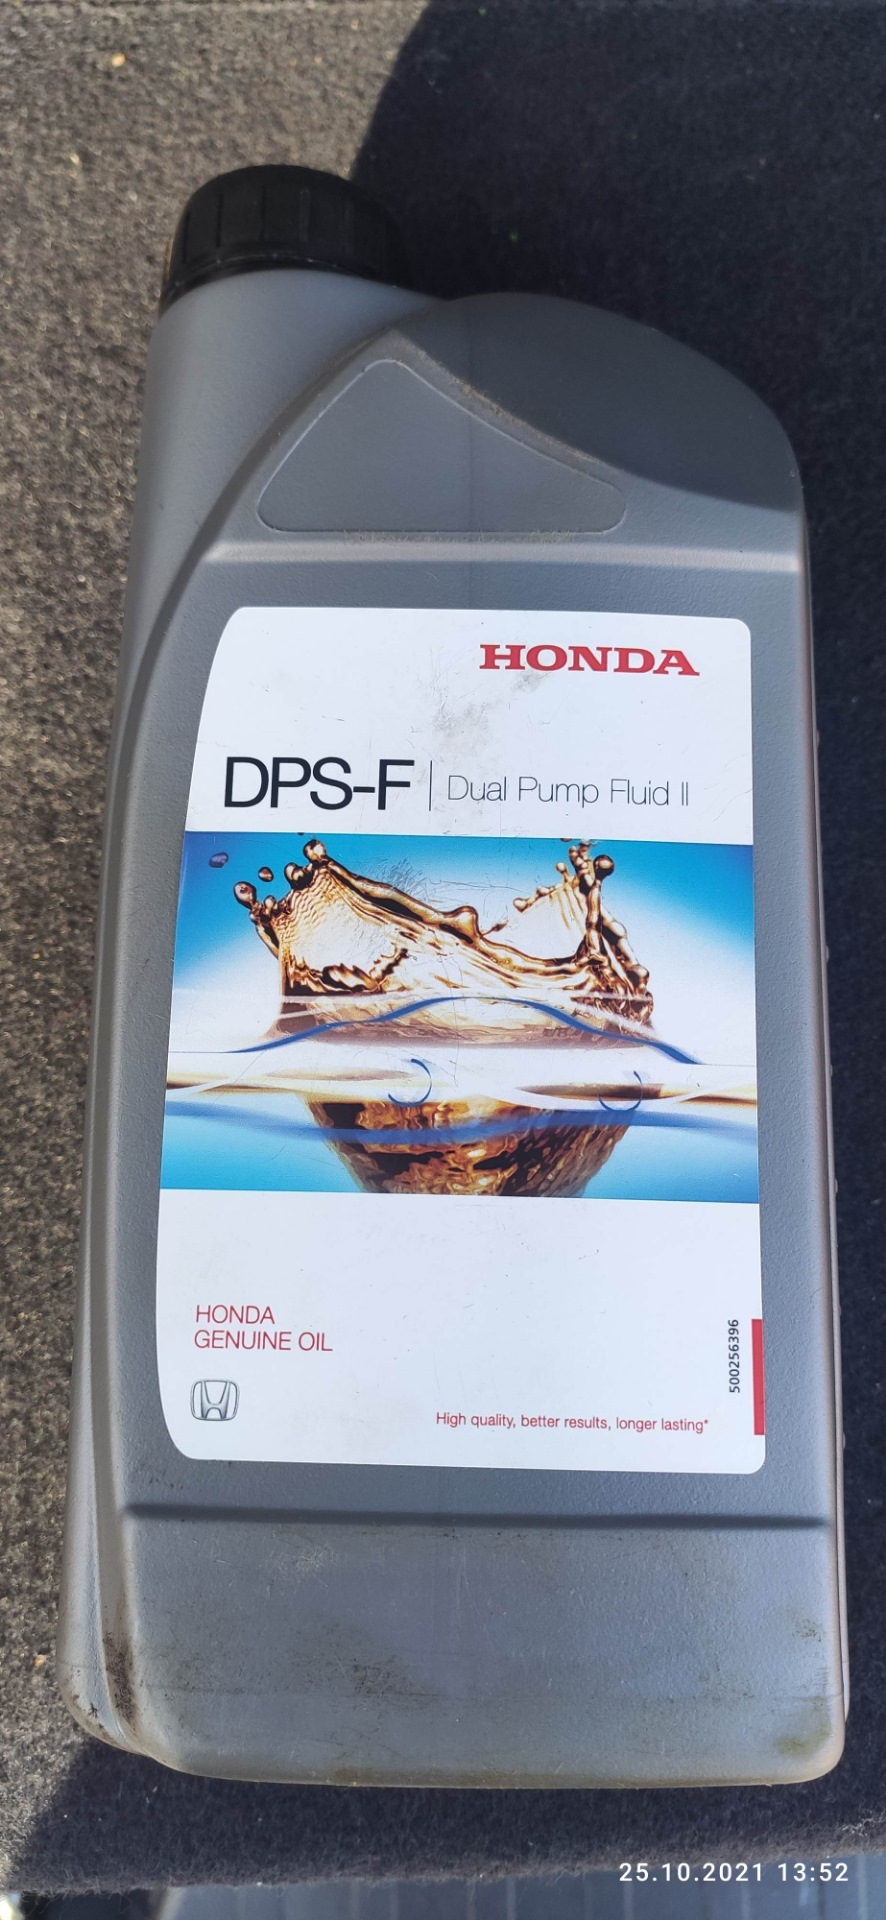 HONDA
DPS-F | Dual Pump Fluid II
HONDA
GENUINE OIL
500256396
High quality, better results, longer lasting*
25.10.2021 13:52